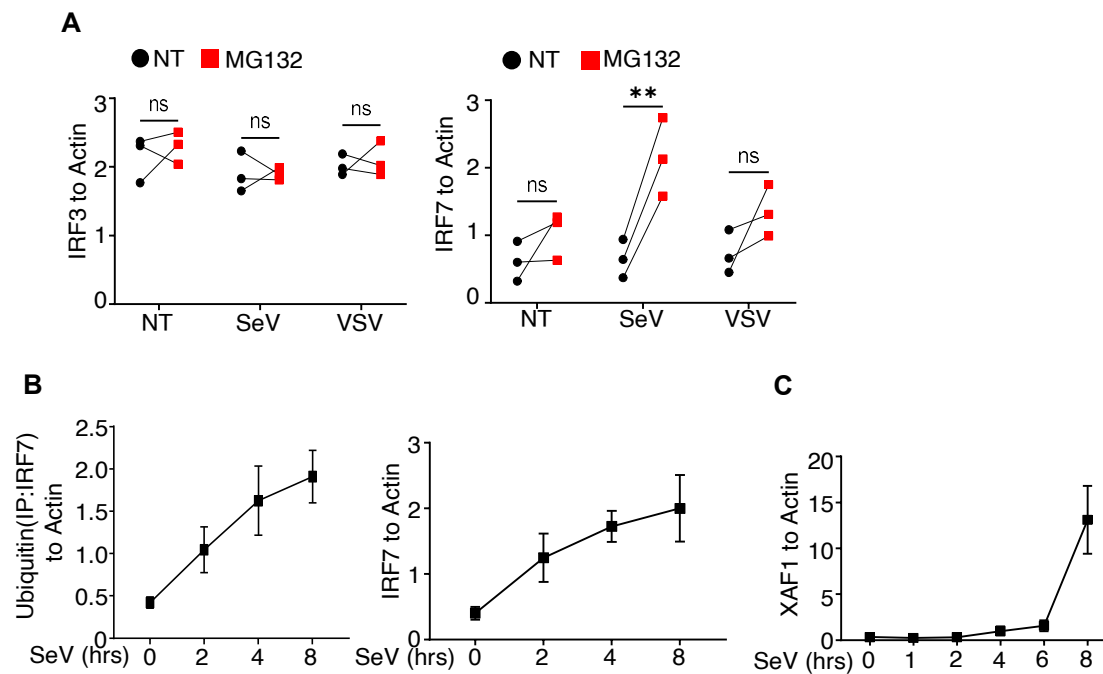 A
NT MG132
3
2
1
0
IRF3 to Actin
ns
ns
ns
NT SeV VSV
NT MG132
3
2
1
0
IRF7 to Actin
ns
**
ns
NT SeV VSV
B
2.5
2.0
1.5
1.0
0.5
0
Ubiquitin(IP:IRF7)
to Actin
SeV (hrs) 0 2 4 8
3
2
1
0
IRF7 to Actin
0 2 4 8
C
20
15
10
5
0
XAF1 to Actin
SeV (hrs) 0 1 2 4 6 8